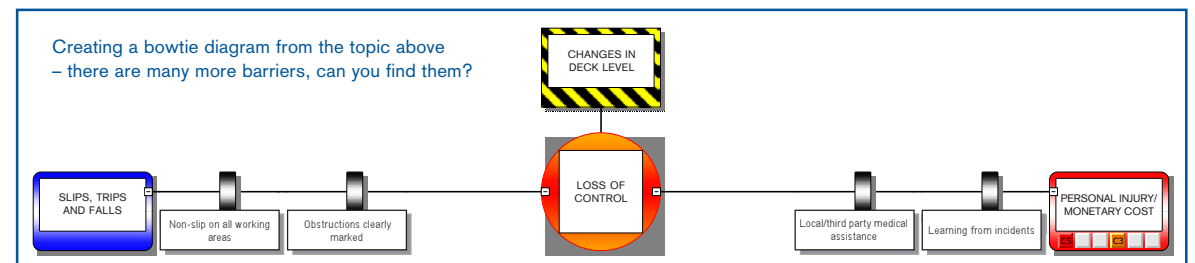 Creating a bowtie diagram from the topic above
– there are many more barriers, can you find them?
CHANGES IN
DECK LEVEL
SLIPS, TRIPS
AND FALLS
Non-slip on all working
areas
Obstructions clearly
marked
LOSS OF
CONTROL
Local/third party medical
assistance
Learning from incidents
PERSONAL INJURY/
MONETARY COST
C5
C3